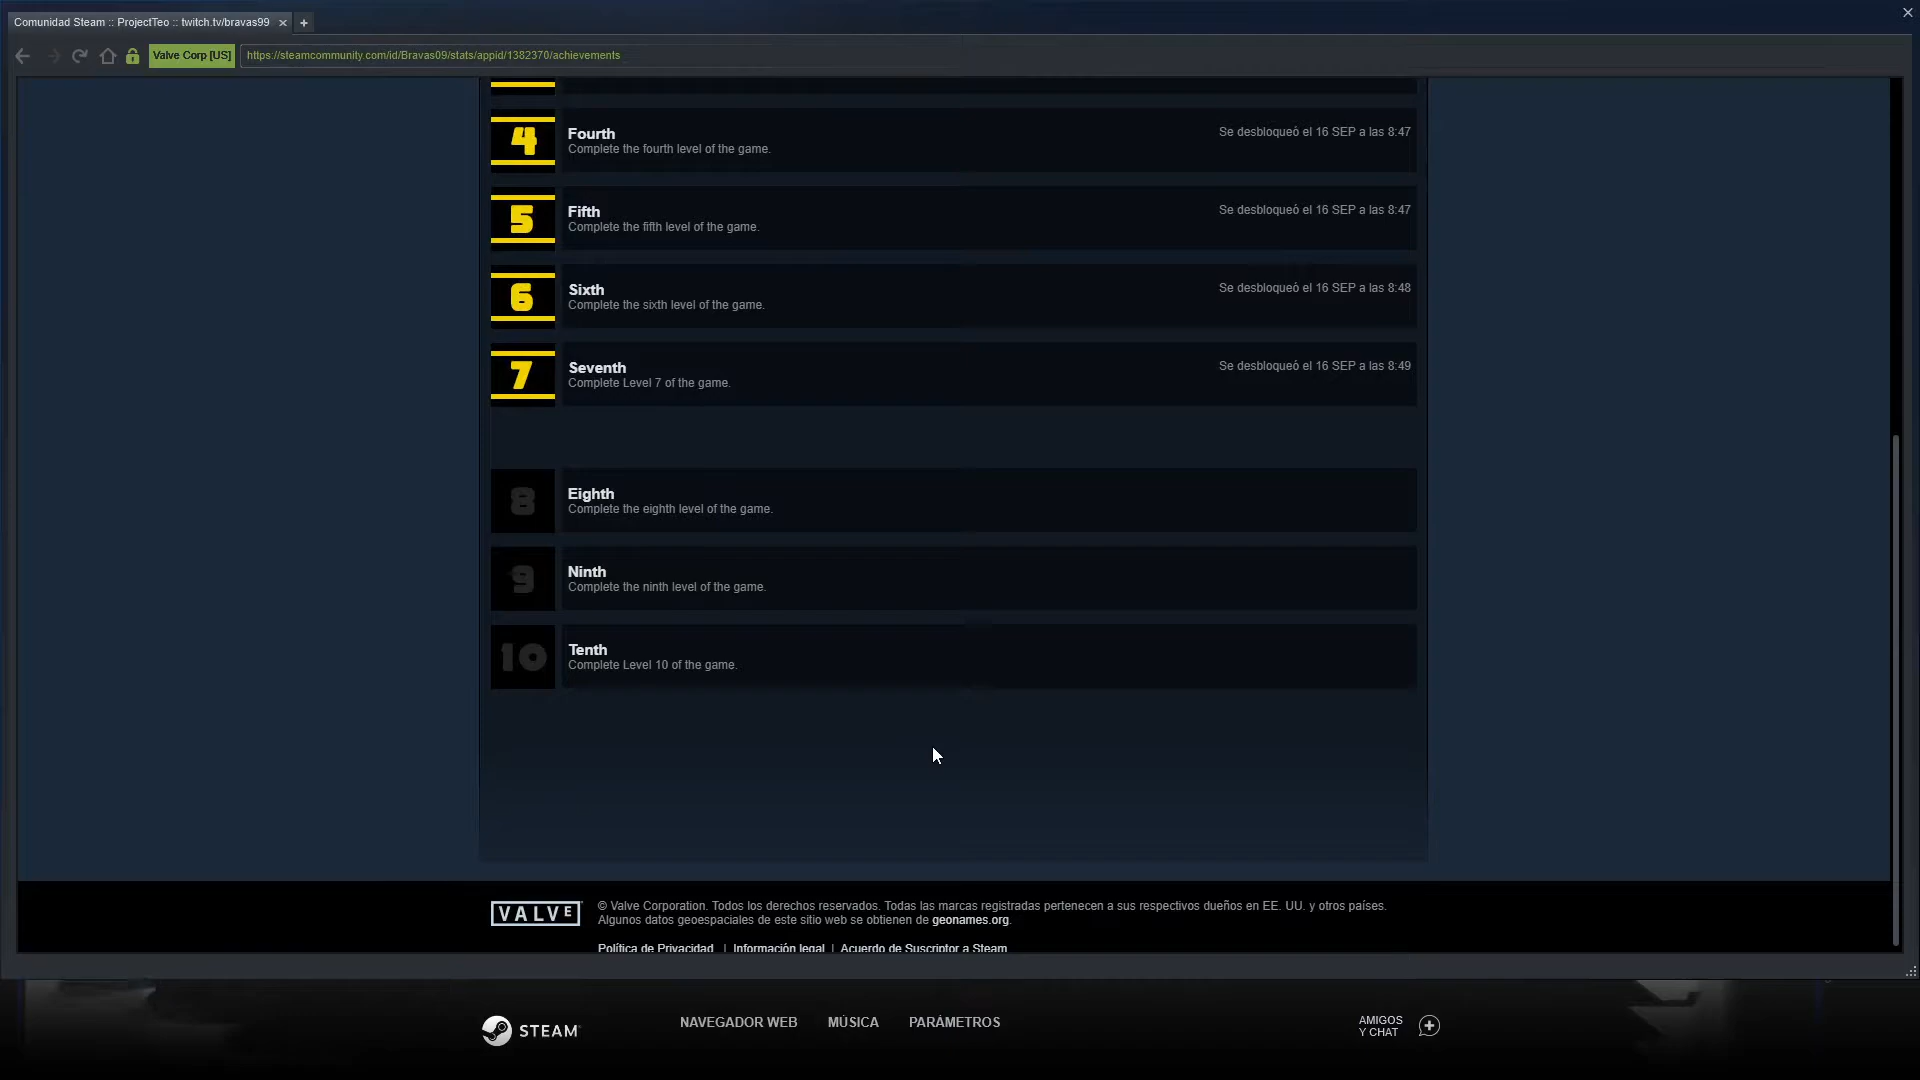 Comunidad Steam :: ProjectTeo :: twitch.tv/bravas99
Valve Corp [US]
https://steamcommunity.com/id/Bravas09/stats/appid/1382370/achievements
4
Fourth
Se desbloqueó el 16 SEP a las 8:47
Complete the fourth level of the game.
5
Fifth
Se desbloqueó el 16 SEP a las 8:47
Complete the fifth level of the game.
6
Sixth
Se desbloqueó el 16 SEP a las 8:48
Complete the sixth level of the game.
7
Seventh
Se desbloqueó el 16 SEP a las 8:49
Complete Level 7 of the game.
8
Eighth
Complete the eighth level of the game.
9
Ninth
Complete the ninth level of the game.
10
Tenth
Complete Level 10 of the game.
VALVE
© Valve Corporation. Todos los derechos reservados. Todas las marcas registradas pertenecen a sus respectivos dueños en EE. UU. y otros países.
Algunos datos geoespaciales de este sitio web se obtienen de geonames.org.
Política de Privacidad | Información legal | Acuerdo de Suscriptor a Steam
STEAM
NAVEGADOR WEB
MÚSICA
PARÁMETROS
AMIGOS
Y CHAT